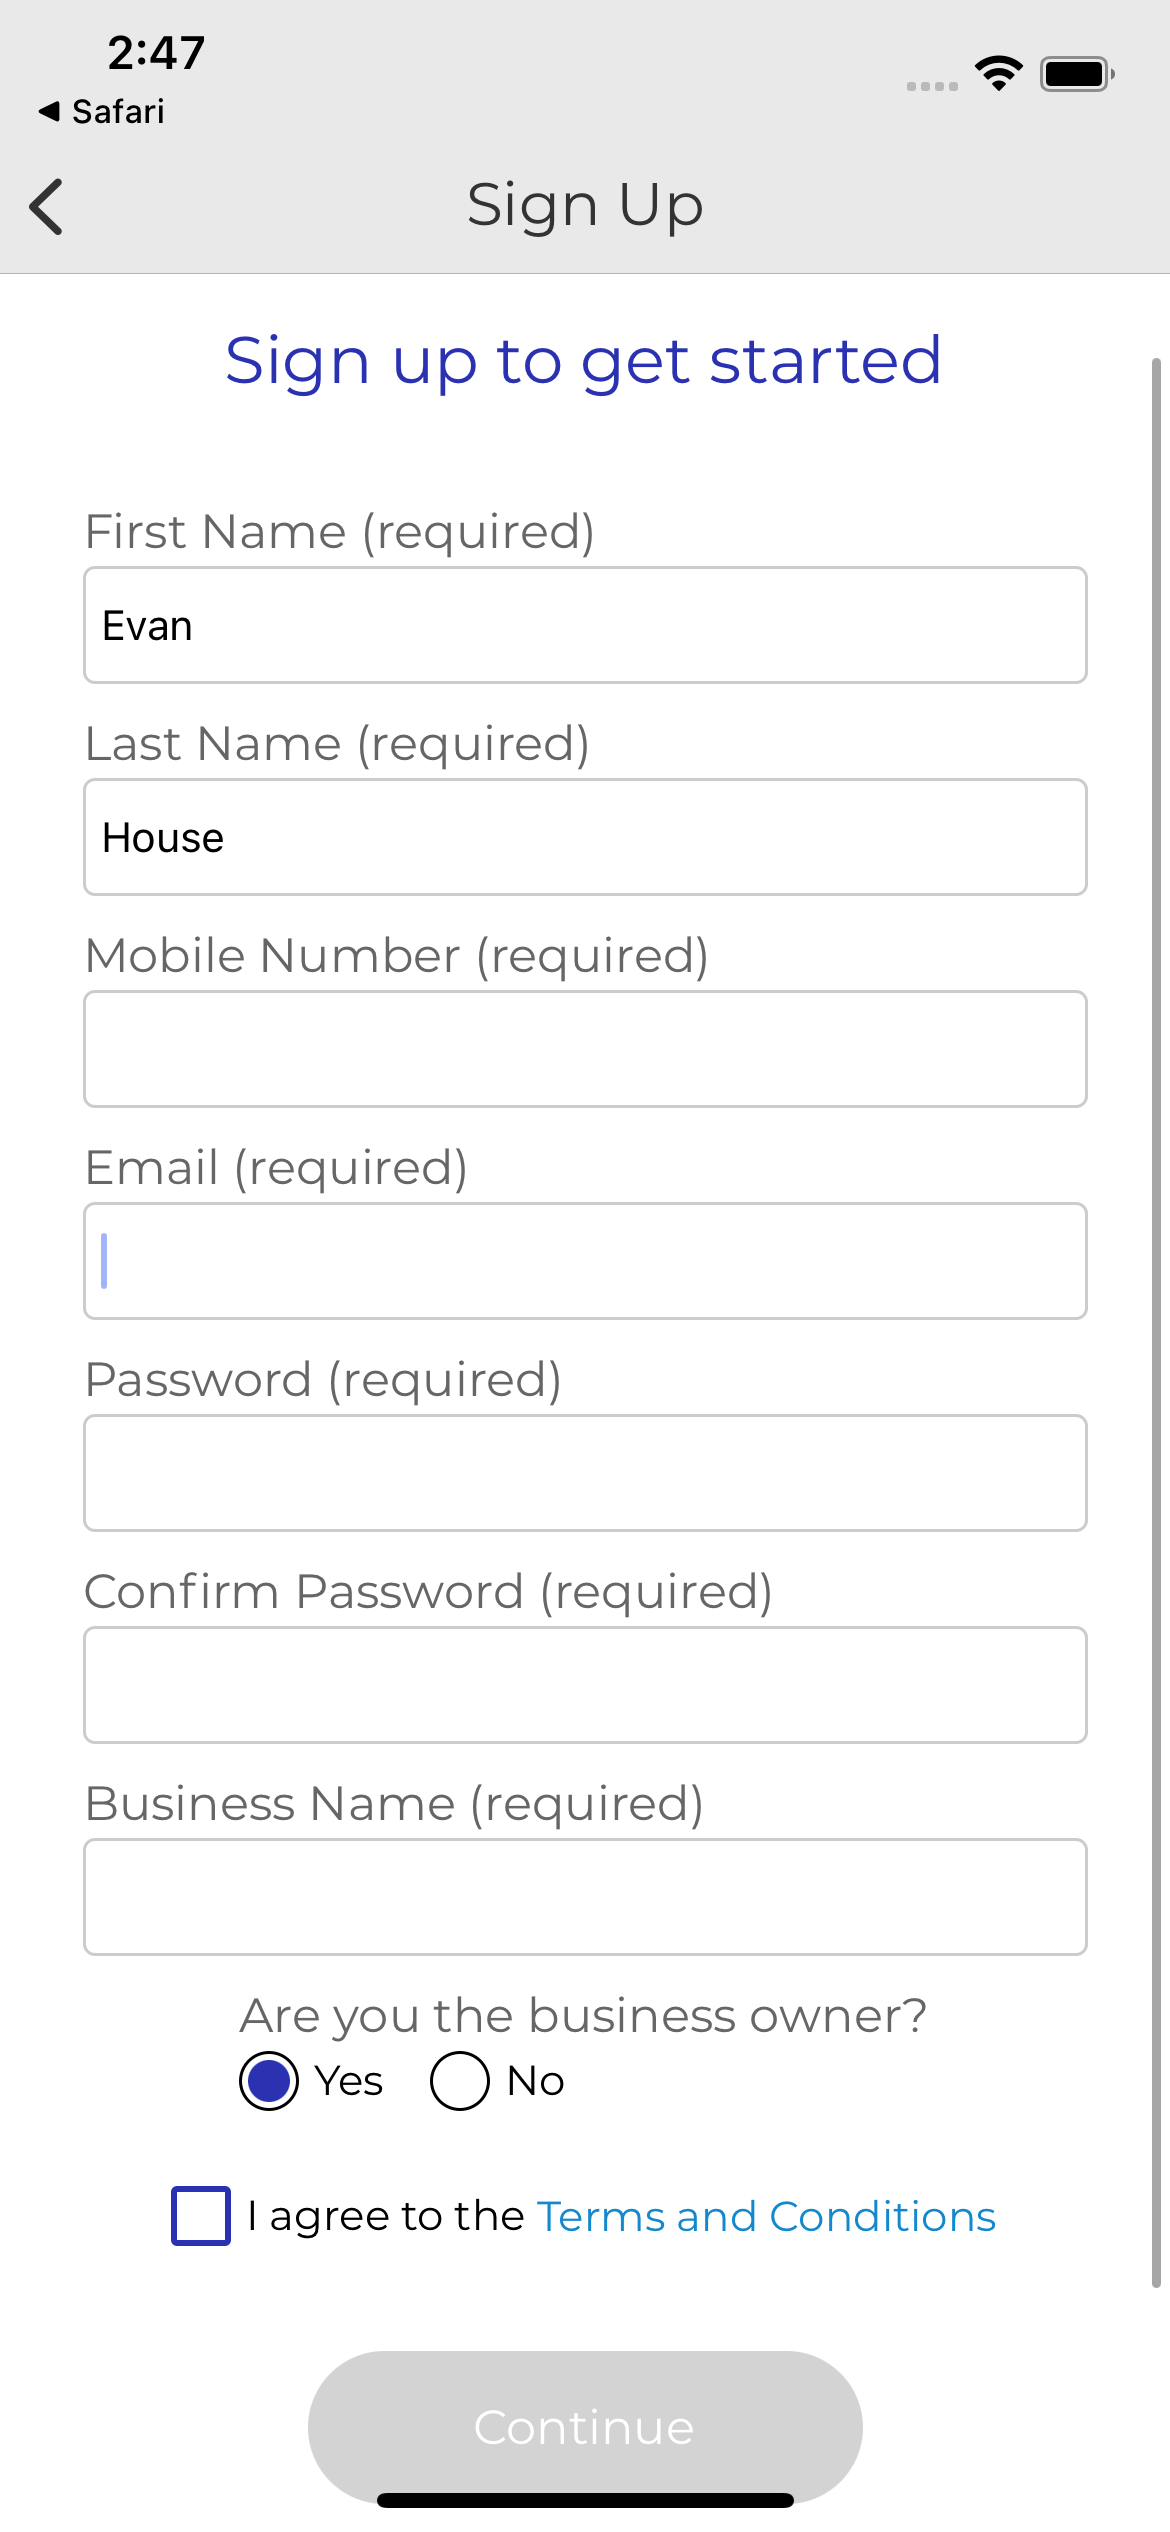 2:47
Safari
Sign Up
Sign up to get started
First Name (required)
Evan
Last Name (required)
House
Mobile Number (required)
Email (required)
Password (required)
Confirm Password (required)
Business Name (required)
Are you the business owner?
Yes No
I agree to the Terms and Conditions
Continue